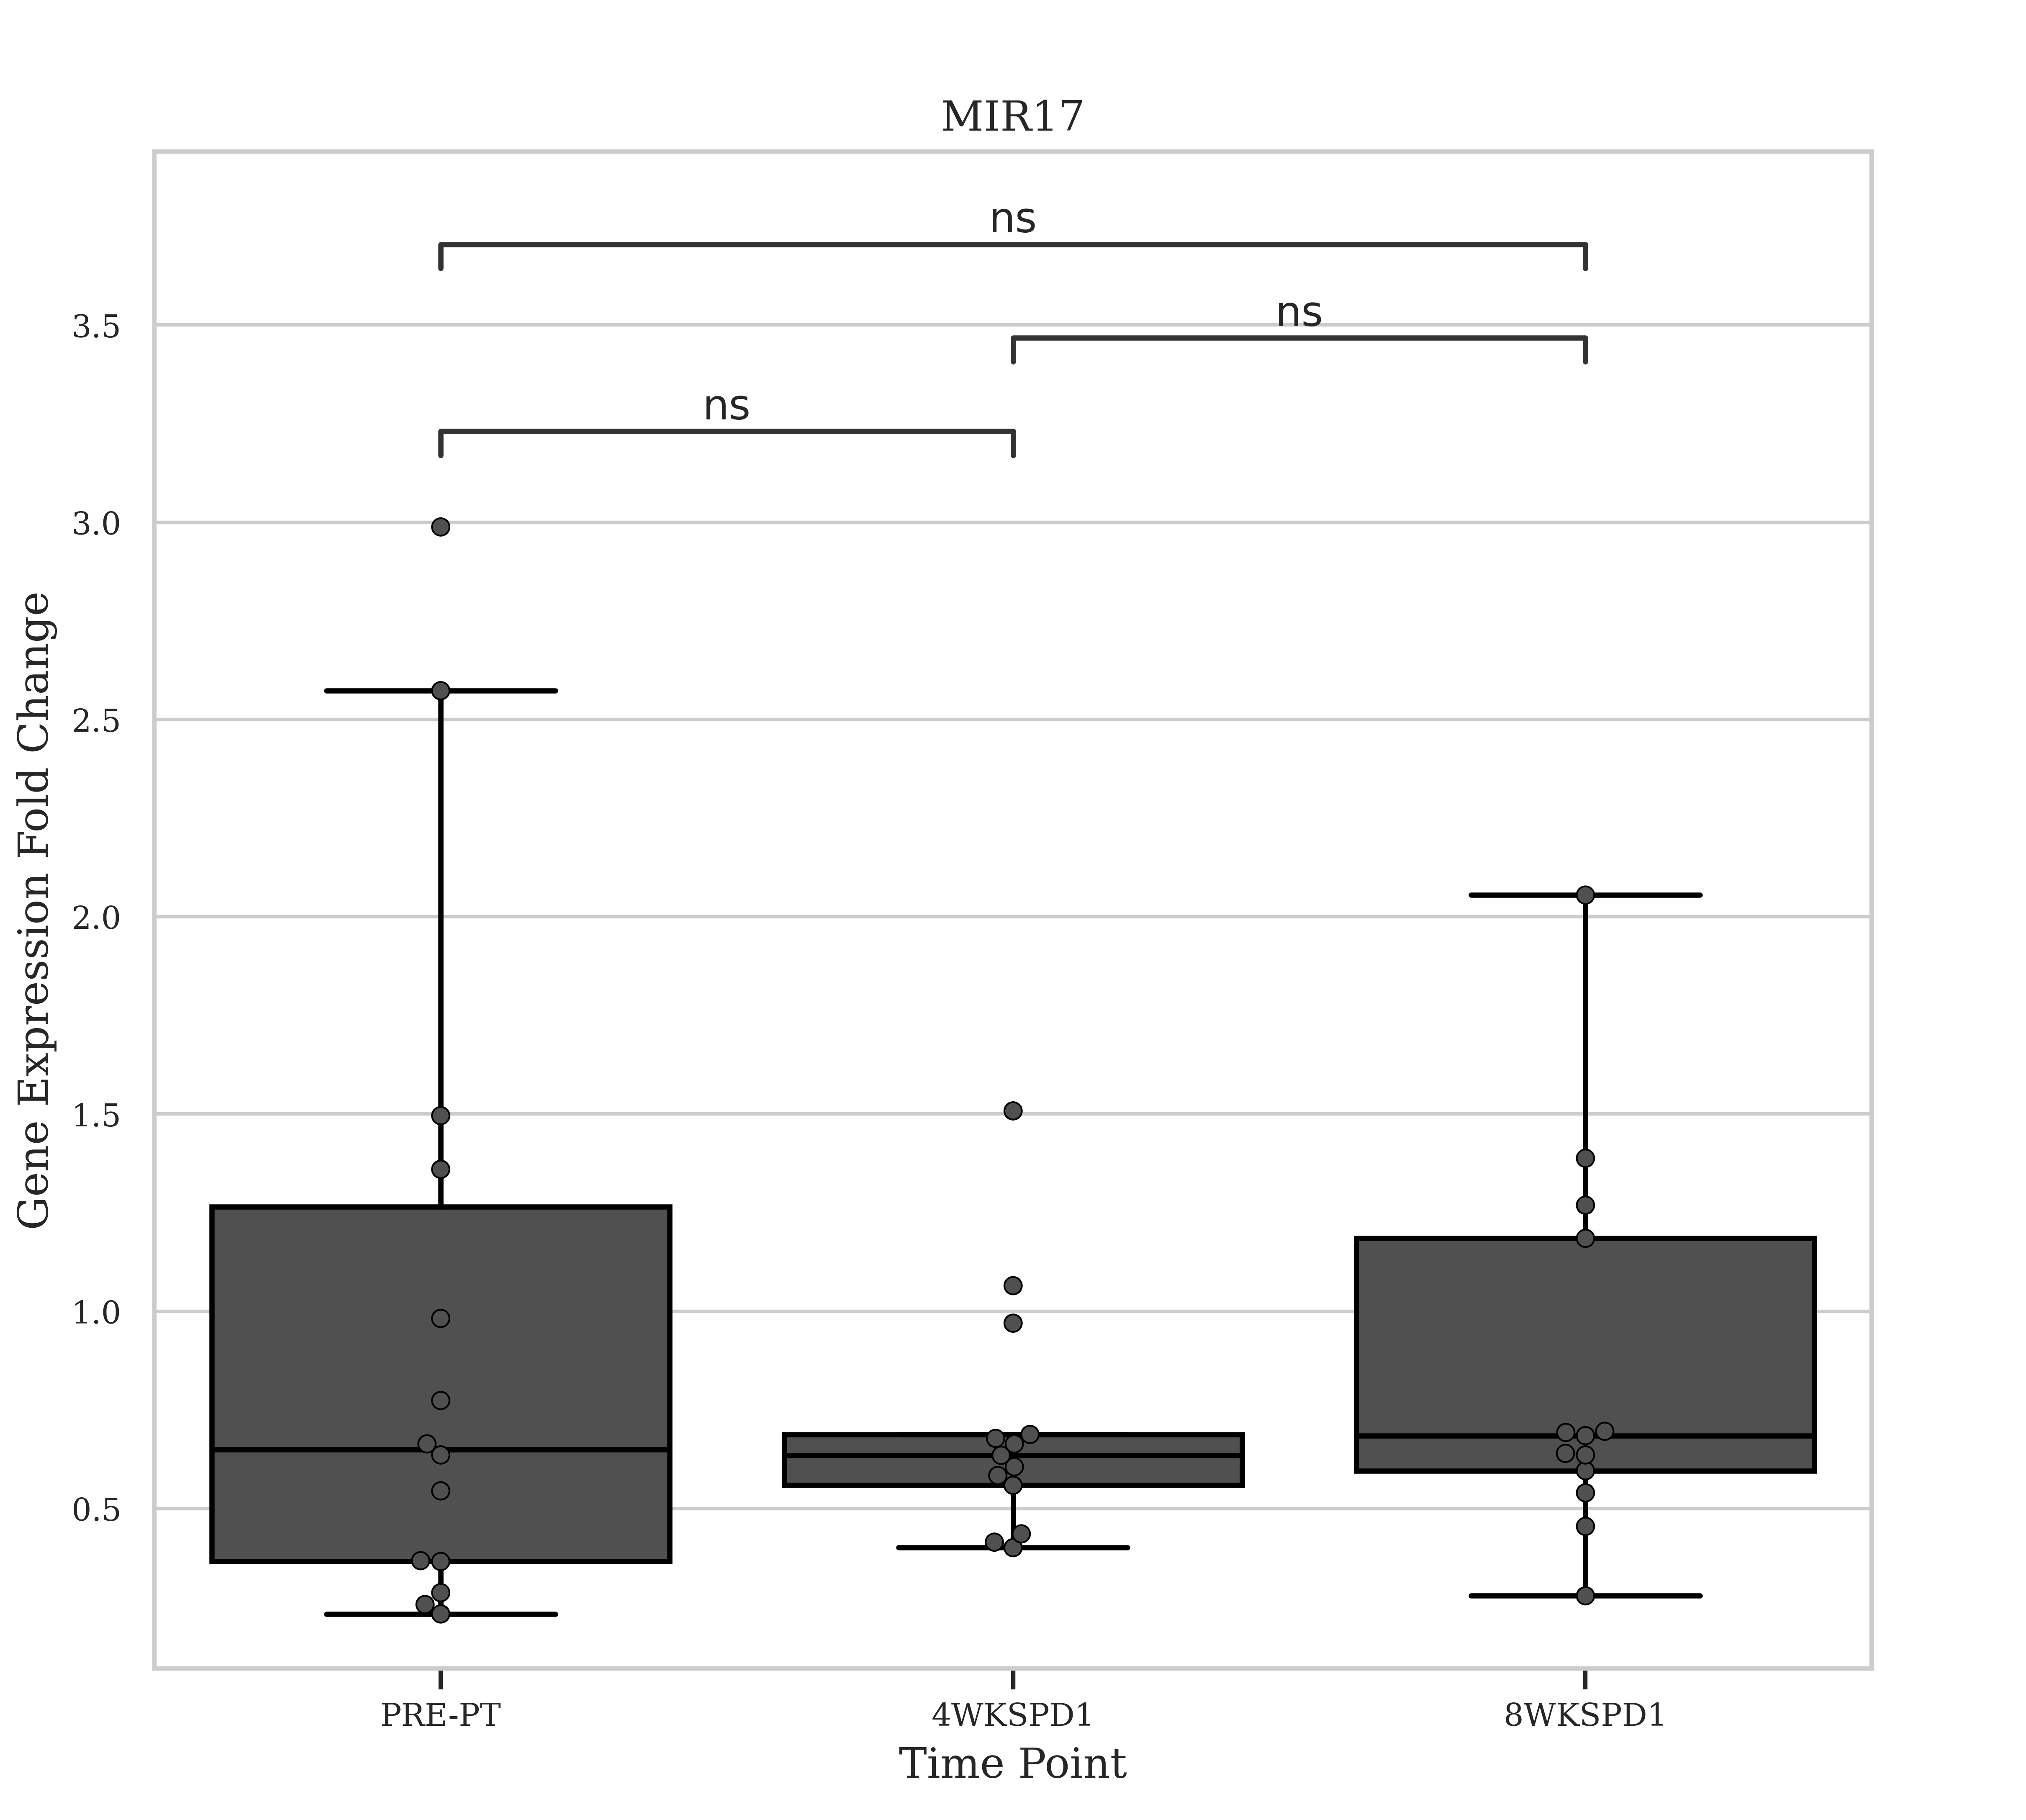 MIR17
ns
ns
ns
Gene Expression Fold Change
3.5
3.0
2.5
2.0
1.5
1.0
0.5
PRE-PT 4WKSPD1 8WKSPD1
Time Point